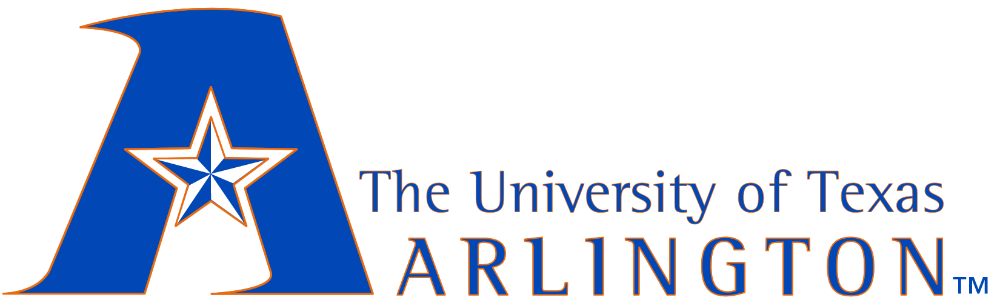 The University of Texas
ARLINGTON™